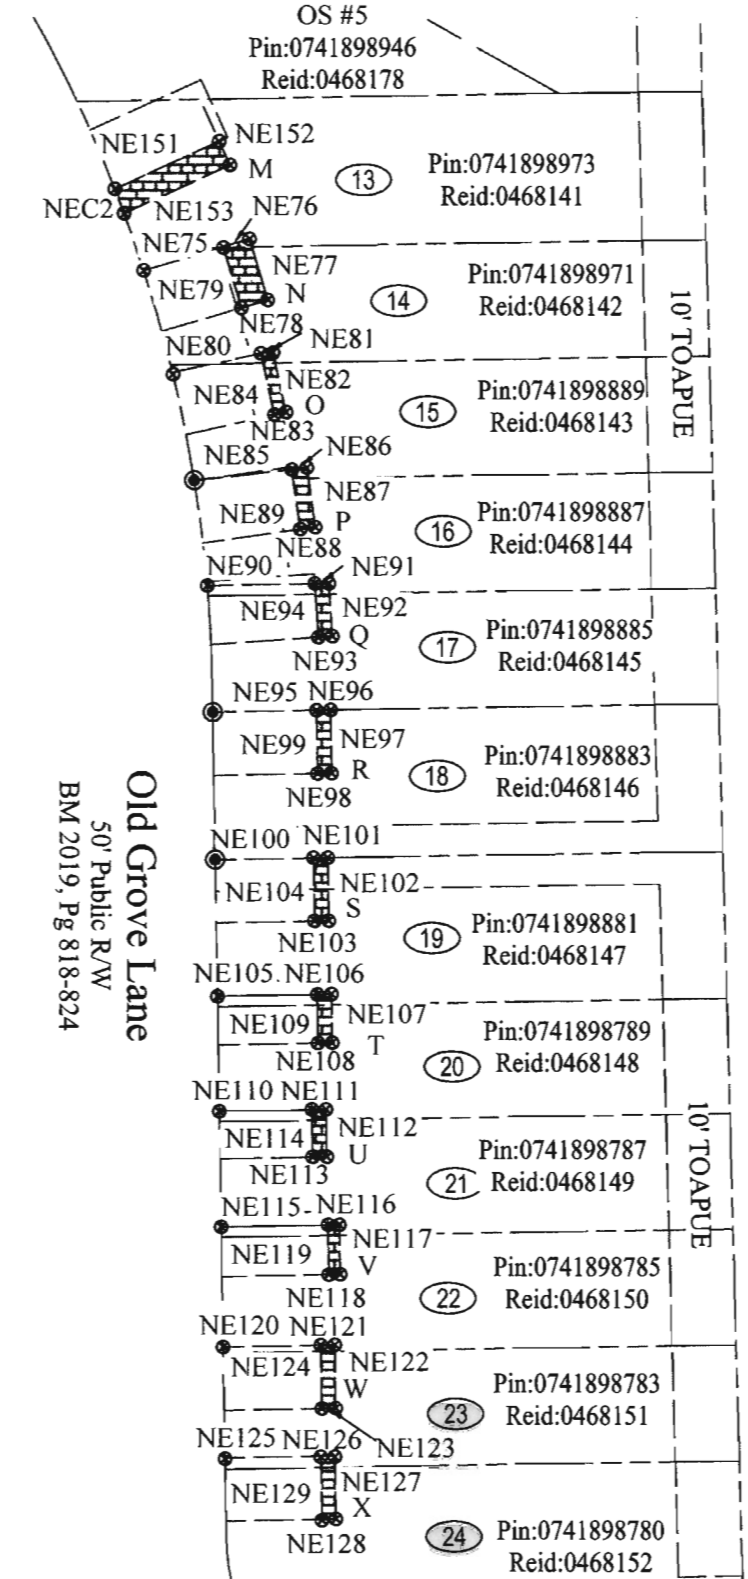 OS #5
Pin:0741898946
Reid:0468178
NE151
NE152
M
13
Pin:0741898973
Reid:0468141
NEC2
NE153
NE76
NE75
NE77
NE79
N
14
Pin:0741898971
Reid:0468142
10' TOAPUE
NE78
NE81
NE80
NE82
NE84
O
15
Pin:0741898889
Reid:0468143
NE83
NE86
NE85
NE87
NE89
P
16
Pin:0741898887
Reid:0468144
NE88
NE90
NE91
NE94
NE92
Q
17
Pin:0741898885
Reid:0468145
NE93
NE95
NE96
NE99
NE97
R
18
Pin:0741898883
Reid:0468146
NE98
Old Grove Lane
50' Public R/W
BM 2019, Pg 818-824
NE100
NE101
NE104
NE102
S
19
Pin:0741898881
Reid:0468147
NE103
NE105
NE106
NE109
NE107
T
20
Pin:0741898789
Reid:0468148
NE108
NE110
NE111
NE114
NE112
U
21
Pin:0741898787
Reid:0468149
10' TOAPUE
NE113
NE115
NE116
NE119
NE117
V
22
Pin:0741898785
Reid:0468150
NE118
NE120
NE121
NE124
NE122
W
23
Pin:0741898783
Reid:0468151
NE123
NE125
NE126
NE129
NE127
X
24
Pin:0741898780
Reid:0468152
NE128